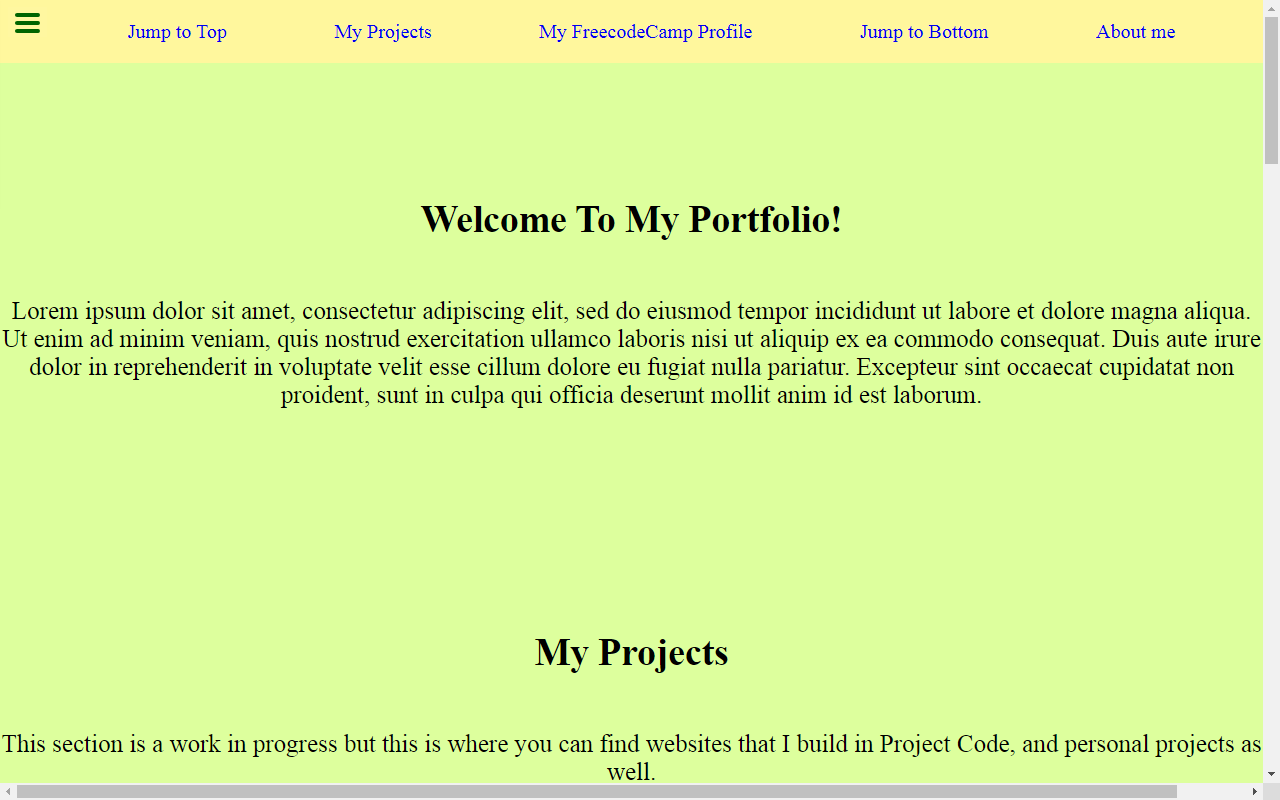 Jump to Top My Projects My FreecodeCamp Profile Jump to Bottom About me
Welcome To My Portfolio!
Lorem ipsum dolor sit amet, consectetur adipiscing elit, sed do eiusmod tempor incididunt ut labore et dolore magna aliqua.
Ut enim ad minim veniam, quis nostrud exercitation ullamco laboris nisi ut aliquip ex ea commodo consequat. Duis aute irure
dolor in reprehenderit in voluptate velit esse cillum dolore eu fugiat nulla pariatur. Excepteur sint occaecat cupidatat non
proident, sunt in culpa qui officia deserunt mollit anim id est laborum.
My Projects
This section is a work in progress but this is where you can find websites that I build in Project Code, and personal projects as
well.